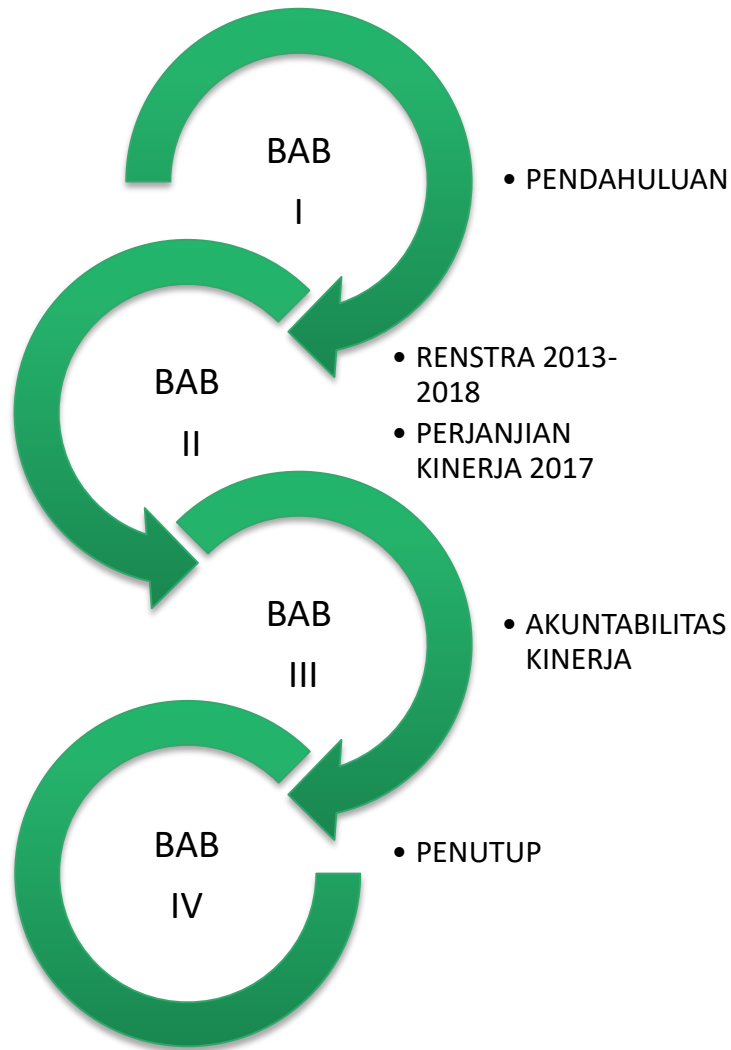 BAB
I
• PENDAHULUAN
BAB
II
• RENSTRA 2013-
2018
• PERJANJIAN
KINERJA 2017
BAB
III
• AKUNTABILITAS
KINERJA
BAB
IV
• PENUTUP